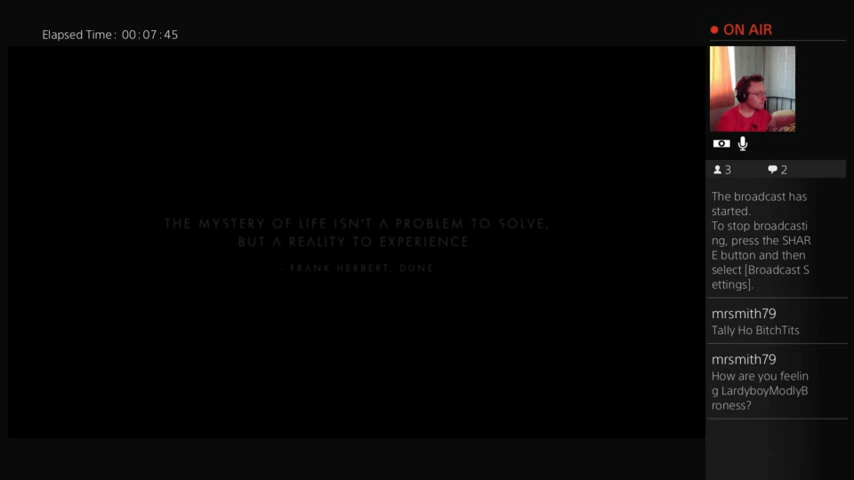 Elapsed Time: 00:07:45
ON AIR
THE MYSTERY OF LIFE ISN'T A PROBLEM TO SOLVE,
BUT A REALITY TO EXPERIENCE.
- FRANK HERBERT, DUNE
3 2
The broadcast has
started.
To stop broadcasti
ng, press the SHAR
E button and then
select [Broadcast S
ettings].
mrsmith79
Tally Ho BitchTits
mrsmith79
How are you feelin
g LardyboyModlyB
roness?